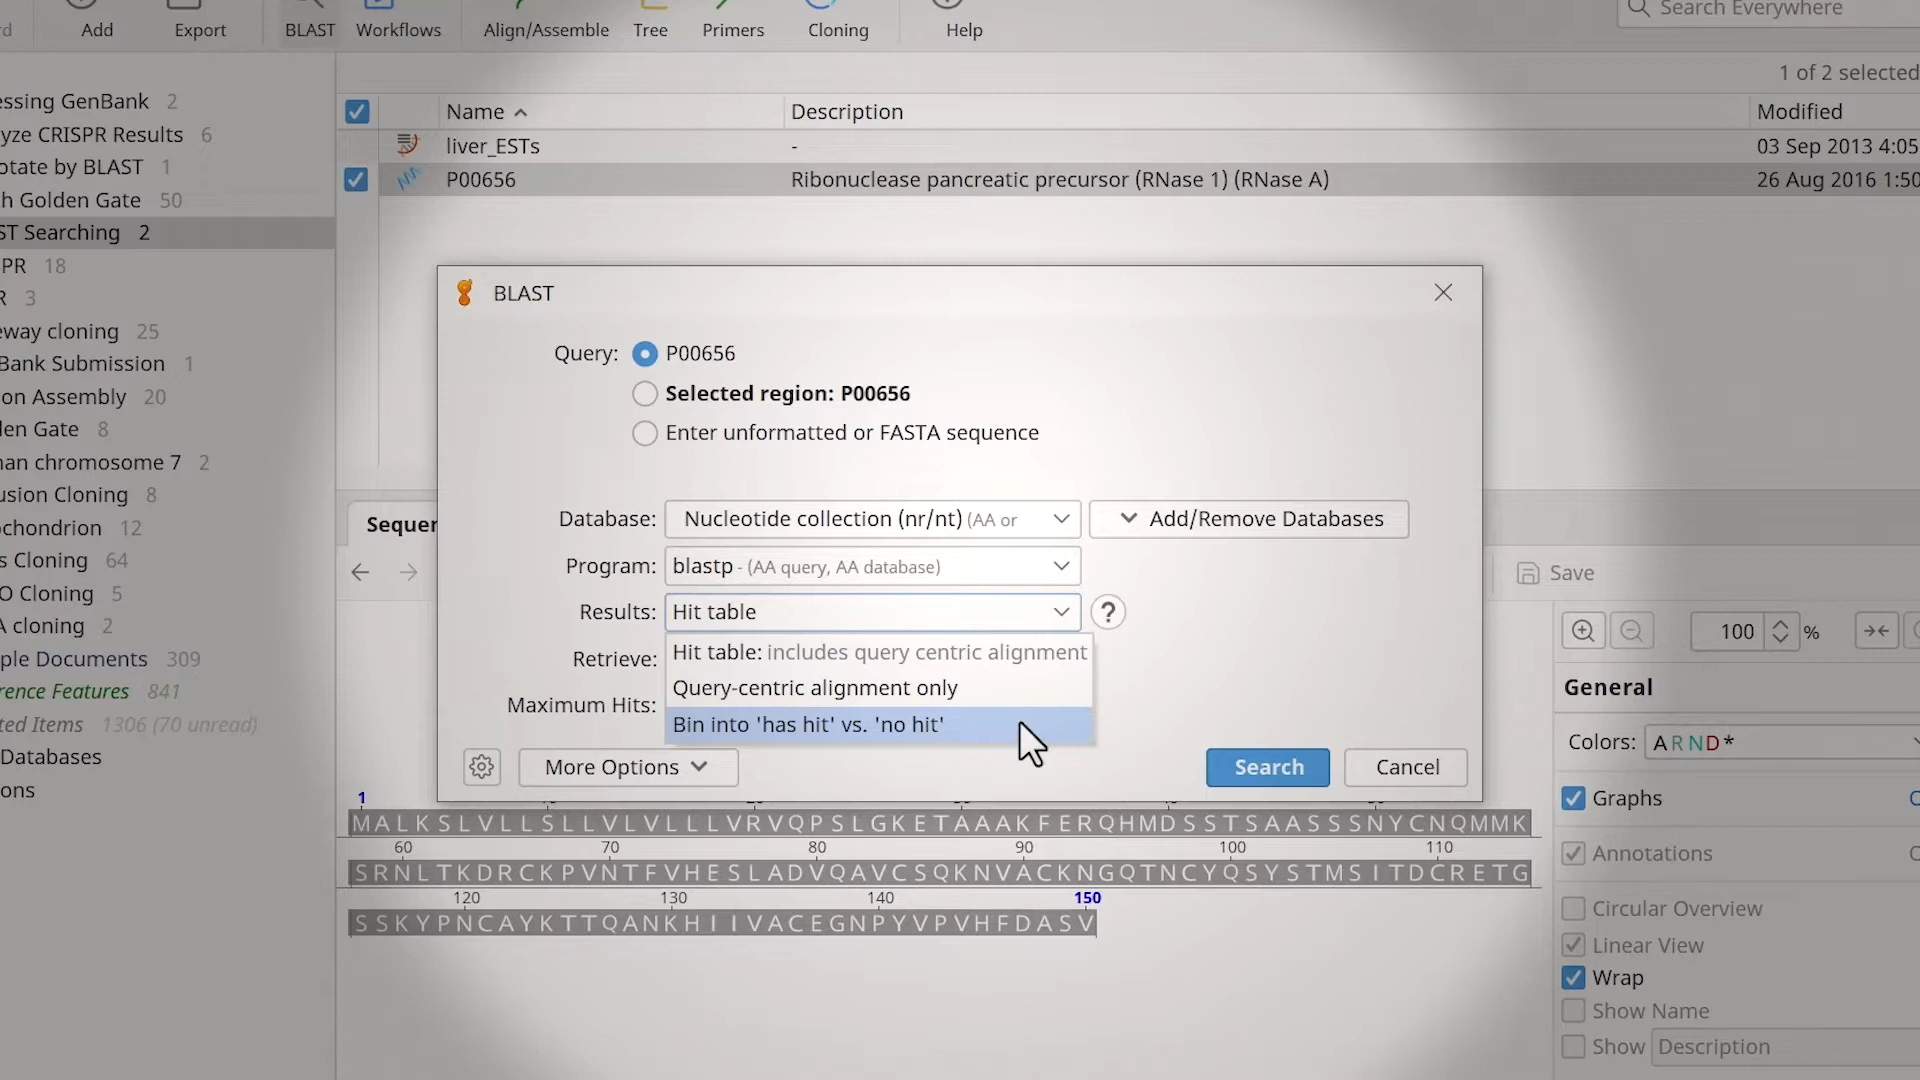 Add Export BLAST Workflows Align/Assemble Tree Primers Cloning Help Search Everywhere
1 of 2 selected
Name Description Modified
liver_ESTs - 03 Sep 2013 4:05
P00656 Ribonuclease pancreatic precursor (RNase 1) (RNase A) 26 Aug 2016 1:50
essing GenBank 2
yze CRISPR Results 6
otate by BLAST 1
h Golden Gate 50
ST Searching 2
PR 18
R 3
eway cloning 25
Bank Submission 1
on Assembly 20
len Gate 8
nan chromosome 7 2
usion Cloning 8
ochondrion 12
s Cloning 64
O Cloning 5
A cloning 2
ple Documents 309
rence Features 841
ted Items 1306 (70 unread)
Databases
ons
BLAST
Query: P00656
Selected region: P00656
Enter unformatted or FASTA sequence
Database: Nucleotide collection (nr/nt) (AA or
Add/Remove Databases
Program: blastp - (AA query, AA database)
Results: Hit table ?
Hit table: includes query centric alignment
Query-centric alignment only
Bin into 'has hit' vs. 'no hit'
Retrieve:
Maximum Hits:
More Options Search Cancel
Sequer
Save
100 %
General
Colors: ARND*
Graphs
Annotations
Circular Overview
Linear View
Wrap
Show Name
Show Description
1
MALKSLVLLSLLVLVLLLVRVQPSLGKETAAAKFERQHMDSSTSAASSSNYCNQMMK
60 70 80 90 100 110
SRNLTKDRCKPVNTFVHESLADVQAVCSQKNVACKNGQTNCYQSYSTMSITDCRETG
120 130 140 150
SSKYPNCAYKTTQANKHIIVACEGNPYVPVHFDASV